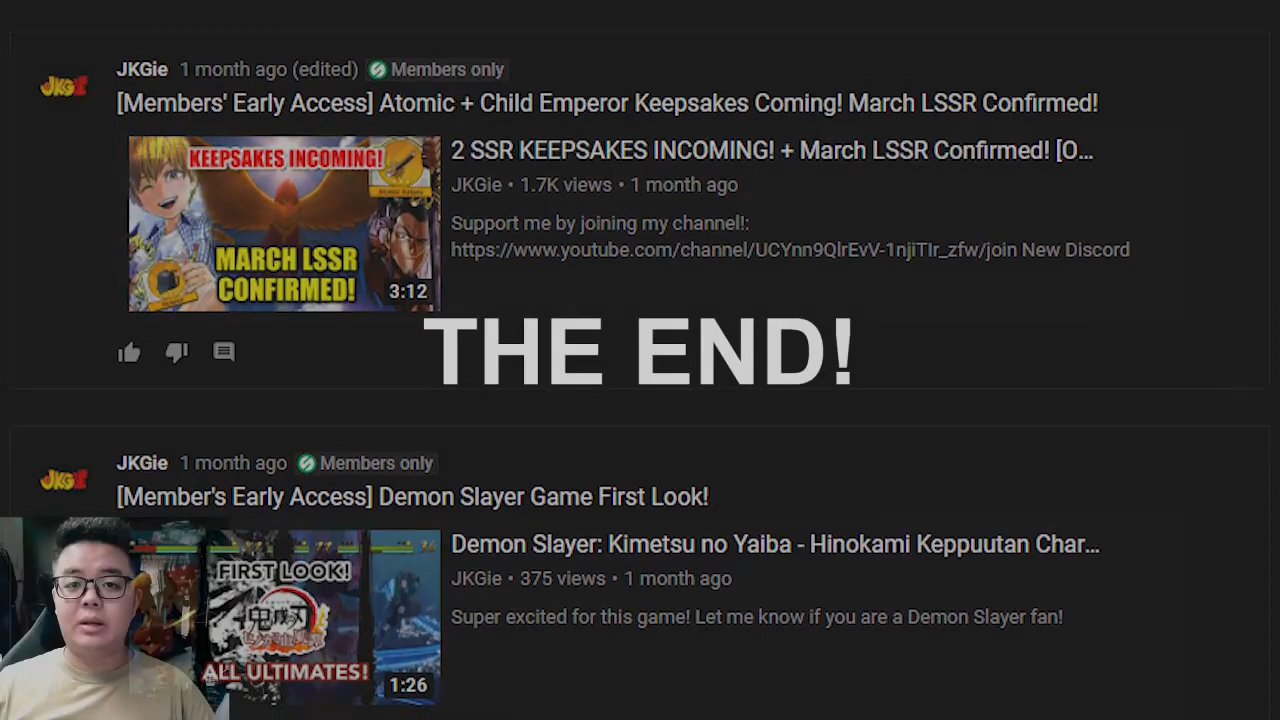 JKGie 1 month ago (edited) Members only
[Members' Early Access] Atomic + Child Emperor Keepsakes Coming! March LSSR Confirmed!
KEEPSAKES INCOMING!
MARCH LSSR
CONFIRMED!
3:12
2 SSR KEEPSAKES INCOMING! + March LSSR Confirmed! [O...
JKGie • 1.7K views • 1 month ago
Support me by joining my channel!:
https://www.youtube.com/channel/UCYnn9QlrEvV-1njiTIr_zfw/join New Discord
THE END!
JKGie 1 month ago Members only
[Member's Early Access] Demon Slayer Game First Look!
FIRST LOOK!
ALL ULTIMATES!
1:26
Demon Slayer: Kimetsu no Yaiba - Hinokami Keppuutan Char...
JKGie • 375 views • 1 month ago
Super excited for this game! Let me know if you are a Demon Slayer fan!